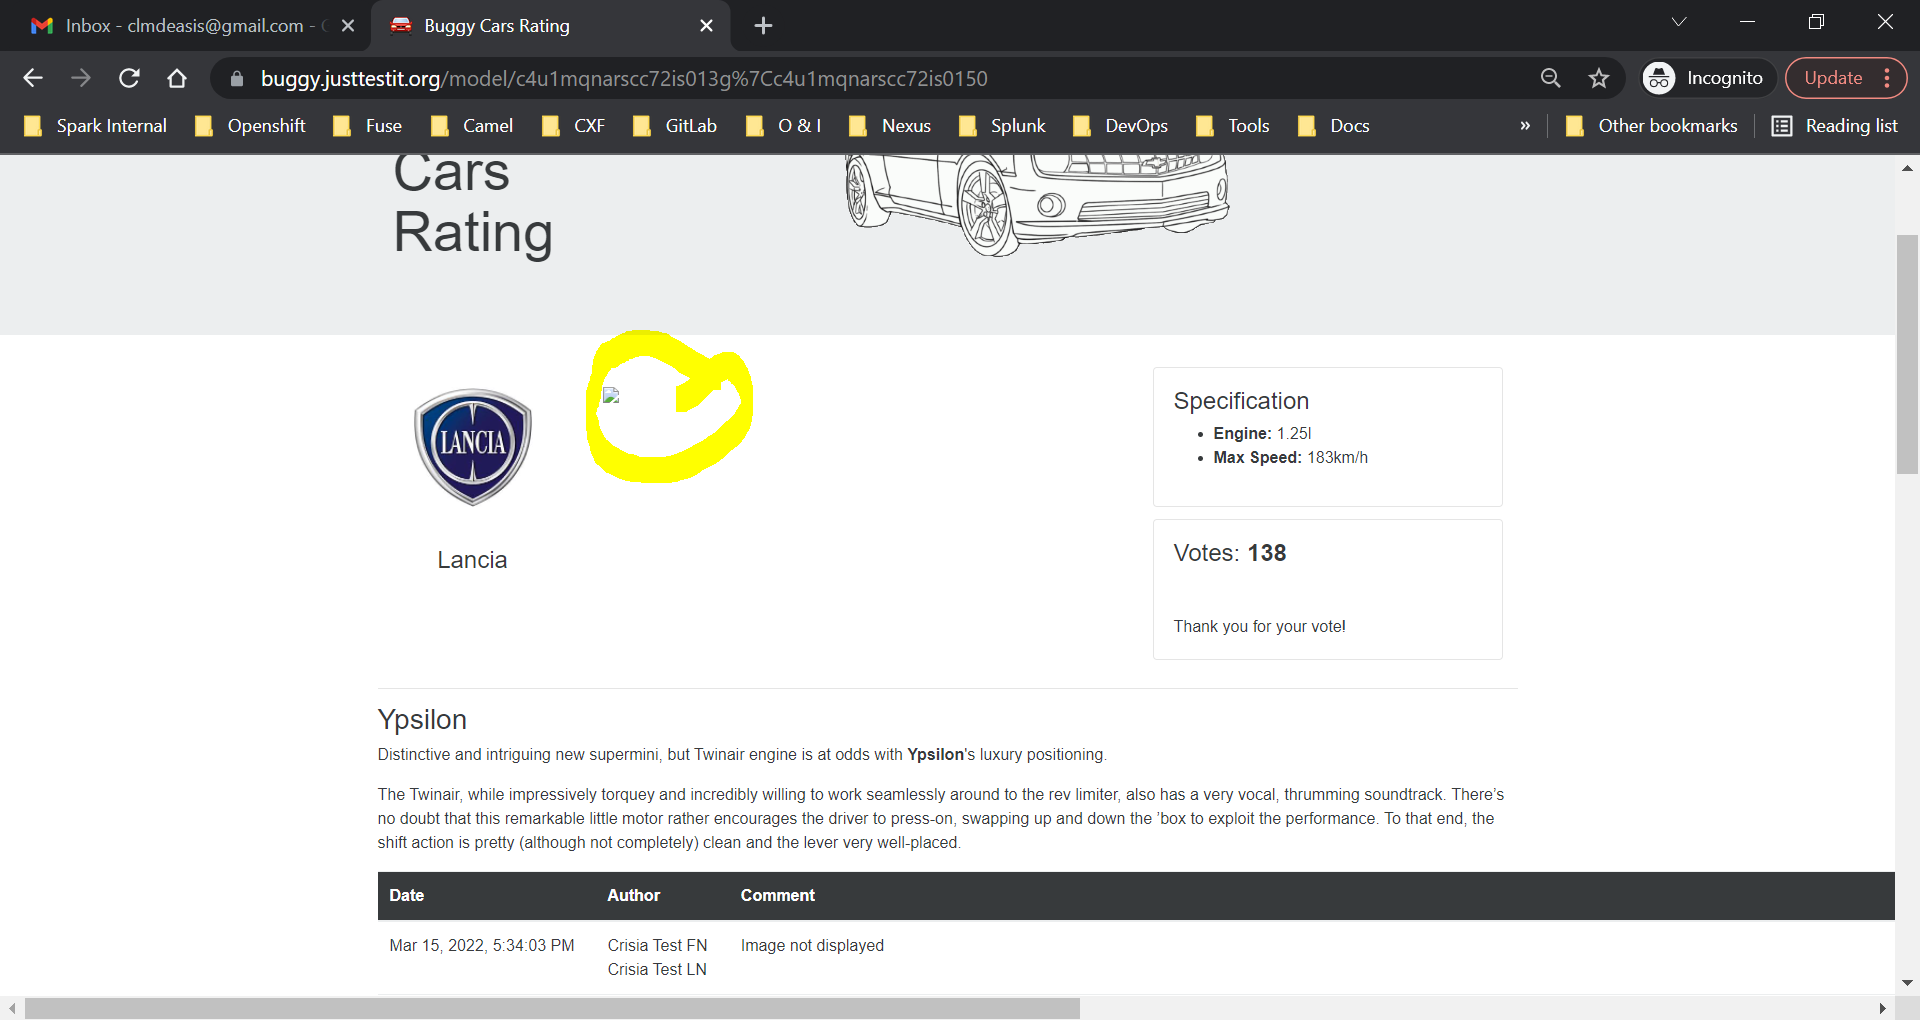 Inbox - clmdeasis@gmail.com -
Buggy Cars Rating
buggy.justtestit.org/model/c4u1mqnarscc72is013g%7Cc4u1mqnarscc72is0150
Incognito
Update
Spark Internal
Openshift
Fuse
Camel
CXF
GitLab
O & I
Nexus
Splunk
DevOps
Tools
Docs
»
Other bookmarks
Reading list
Cars
Rating
LANCIA
Lancia
Specification
• Engine: 1.25l
• Max Speed: 183km/h
Votes: 138
Thank you for your vote!
Ypsilon
Distinctive and intriguing new supermini, but Twinair engine is at odds with Ypsilon's luxury positioning.
The Twinair, while impressively torquey and incredibly willing to work seamlessly around to the rev limiter, also has a very vocal, thrumming soundtrack. There’s
no doubt that this remarkable little motor rather encourages the driver to press-on, swapping up and down the ’box to exploit the performance. To that end, the
shift action is pretty (although not completely) clean and the lever very well-placed.
Date Author Comment
Mar 15, 2022, 5:34:03 PM Crisia Test FN Image not displayed
Crisia Test LN